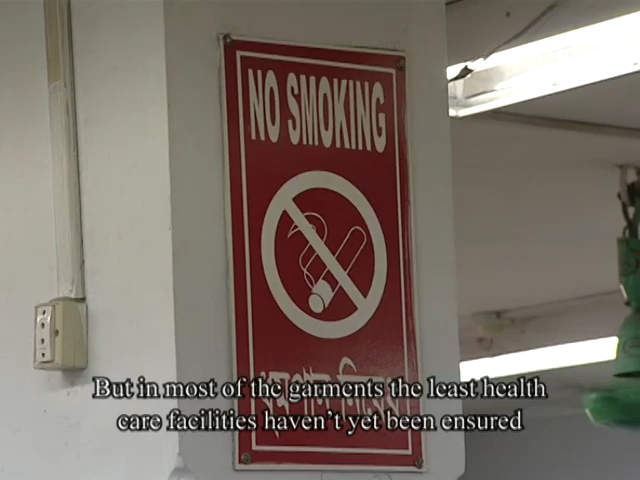 NO SMOKING
But in most of the garments the least health
care facilities haven't yet been ensured